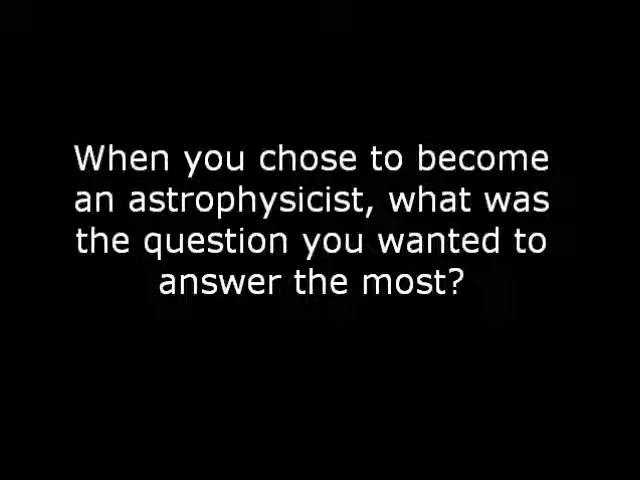 When you chose to become
an astrophysicist, what was
the question you wanted to
answer the most?